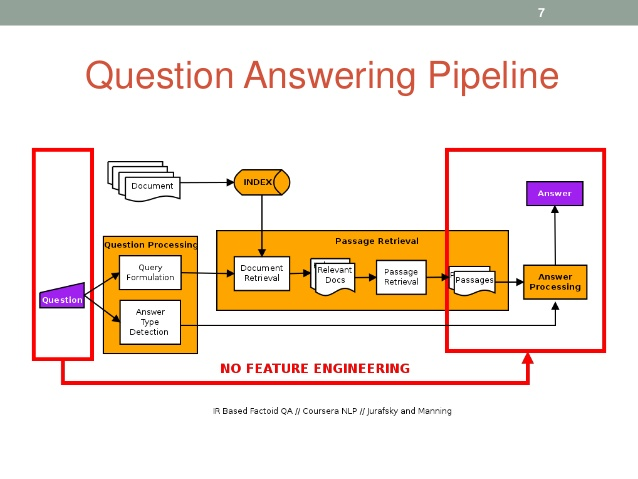 7
Question Answering Pipeline
Document
INDEX
Answer
Question Processing
Passage Retrieval
Query
Formulation
Document
Retrieval
Relevant
Docs
Passage
Retrieval
Passages
Answer
Processing
Question
Answer
Type
Detection
NO FEATURE ENGINEERING
IR Based Factoid QA // Coursera NLP // Jurafsky and Manning